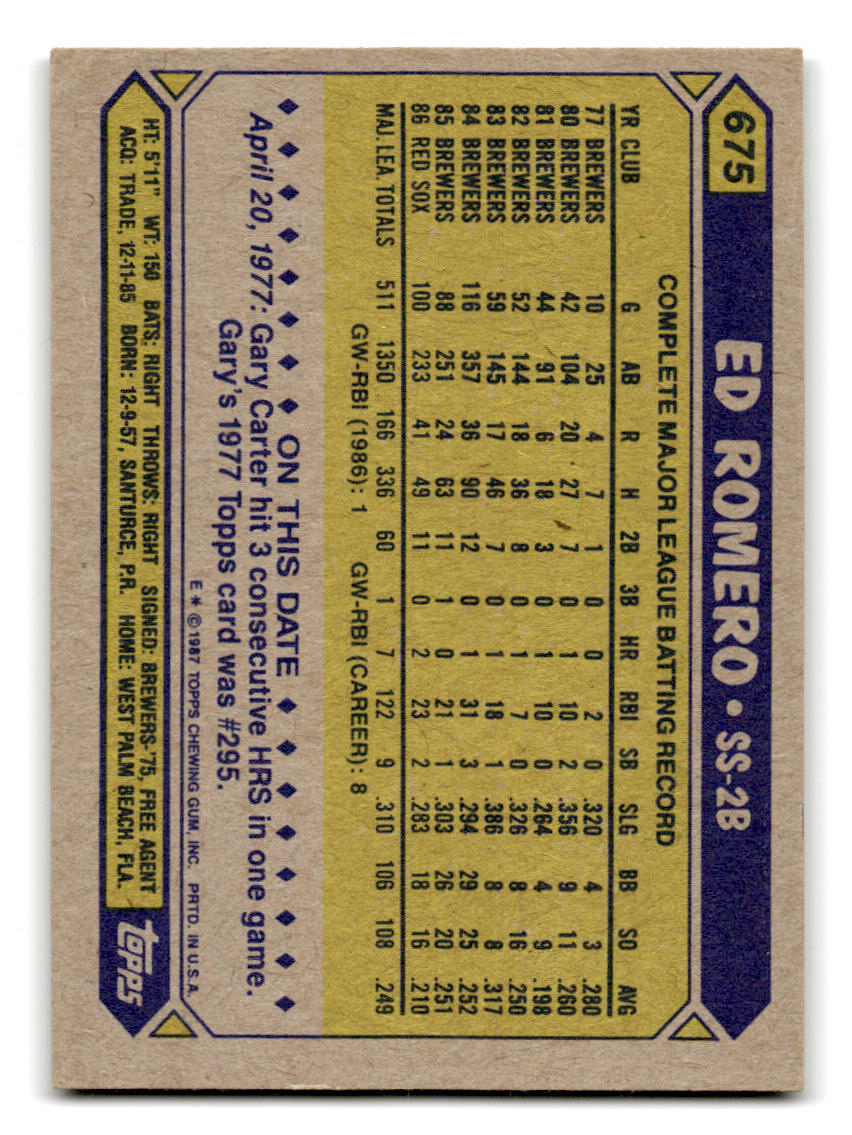 675
ED ROMERO • SS-2B
COMPLETE MAJOR LEAGUE BATTING RECORD
YR CLUB G AB R H 2B 3B HR RBI SB SLG BB SO AVG
77 BREWERS 10 25 4 7 1 0 0 2 0 .320 4 3 .280
80 BREWERS 42 104 20 27 7 0 1 10 2 .356 9 11 .260
81 BREWERS 44 91 6 18 3 0 1 10 0 .264 4 9 .198
82 BREWERS 52 144 18 36 8 0 1 7 0 .326 8 16 .250
83 BREWERS 59 145 17 46 7 0 1 18 1 .386 8 8 .317
84 BREWERS 116 357 36 90 12 0 1 31 3 .294 29 25 .252
85 BREWERS 88 251 24 63 11 1 0 21 1 .303 26 20 .251
86 RED SOX 100 233 41 49 11 0 2 23 2 .283 18 16 .210
MAJ. LEA. TOTALS 511 1350 166 336 60 1 7 122 9 .310 106 108 .249
GW-RBI (1986): 1 GW-RBI (CAREER): 8
ON THIS DATE
April 20, 1977: Gary Carter hit 3 consecutive HRS in one game.
Gary's 1977 Topps card was #295.
E * © 1987 TOPPS CHEWING GUM, INC. PRTD. IN U.S.A.
HT: 5'11" WT: 150 BATS: RIGHT THROWS: RIGHT SIGNED: BREWERS-'75, FREE AGENT
ACQ: TRADE, 12-11-85 BORN: 12-9-57, SANTURCE, P.R. HOME: WEST PALM BEACH, FLA.
topps